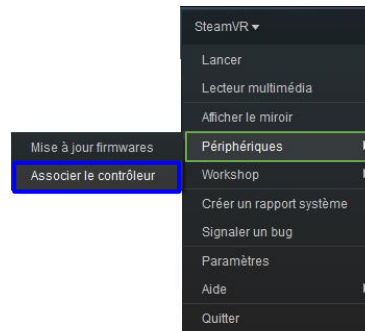 SteamVR ▾
Lancer
Lecteur multimédia
Afficher le miroir
Périphériques
Mise à jour firmwares
Associer le contrôleur
Workshop
Créer un rapport système
Signaler un bug
Paramètres
Aide
Quitter